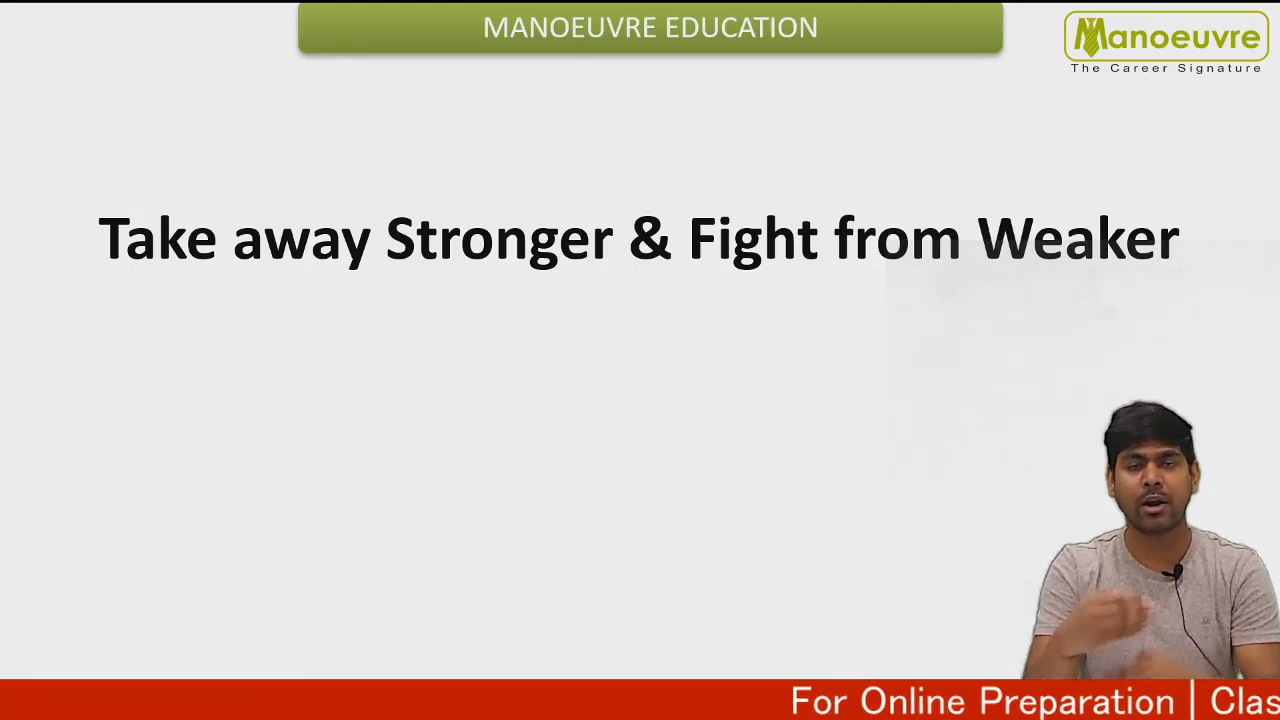 MANOEUVRE EDUCATION
Manoeuvre
The Career Signature
Take away Stronger & Fight from Weaker
For Online Preparation | Clas